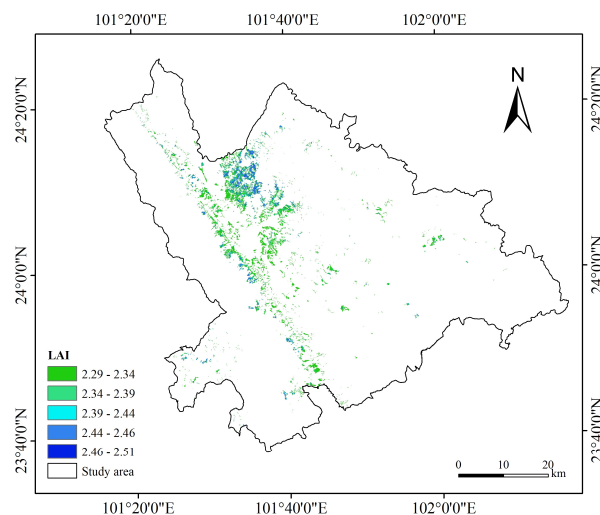 101°20'0"E 101°40'0"E 102°0'0"E
N
24°20'0"N 24°20'0"N
24°0'0"N 24°0'0"N
23°40'0"N 23°40'0"N
LAI
2.29 - 2.34
2.34 - 2.39
2.39 - 2.44
2.44 - 2.46
2.46 - 2.51
Study area
0 10 20
km
101°20'0"E 101°40'0"E 102°0'0"E